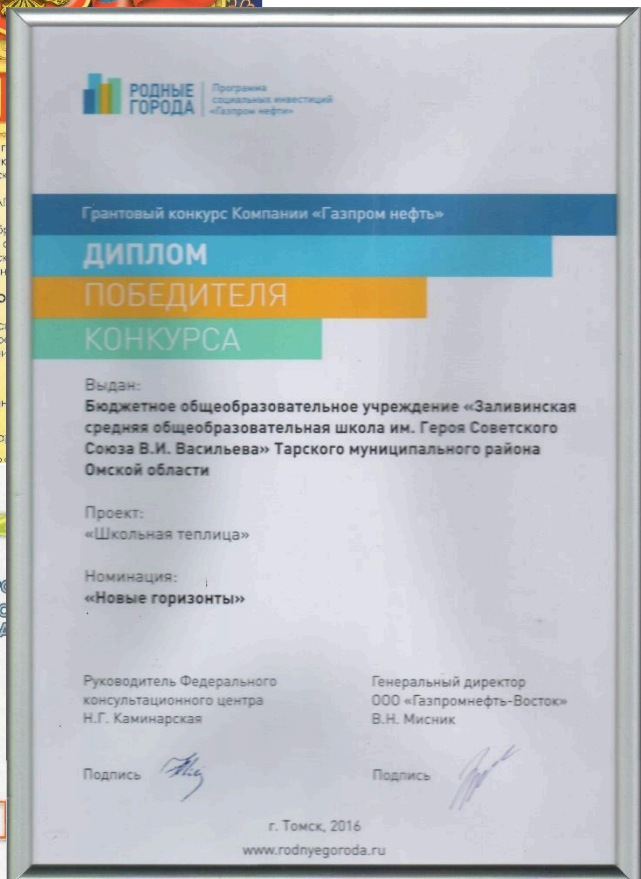 РОДНЫЕ
ГОРОДА
Программа
социальных инвестиций
«Газпром нефти»
Грантовый конкурс Компании «Газпром нефть»
ДИПЛОМ
ПОБЕДИТЕЛЯ
КОНКУРСА
Выдан:
Бюджетное общеобразовательное учреждение «Заливинская
средняя общеобразовательная школа им. Героя Советского
Союза В.И. Васильева» Тарского муниципального района
Омской области
Проект:
«Школьная теплица»
Номинация:
«Новые горизонты»
Руководитель Федерального
консультационного центра
Н.Г. Каминарская
Генеральный директор
ООО «Газпромнефть-Восток»
В.Н. Мисник
Подпись
Подпись
г. Томск, 2016
www.rodnyegoroda.ru